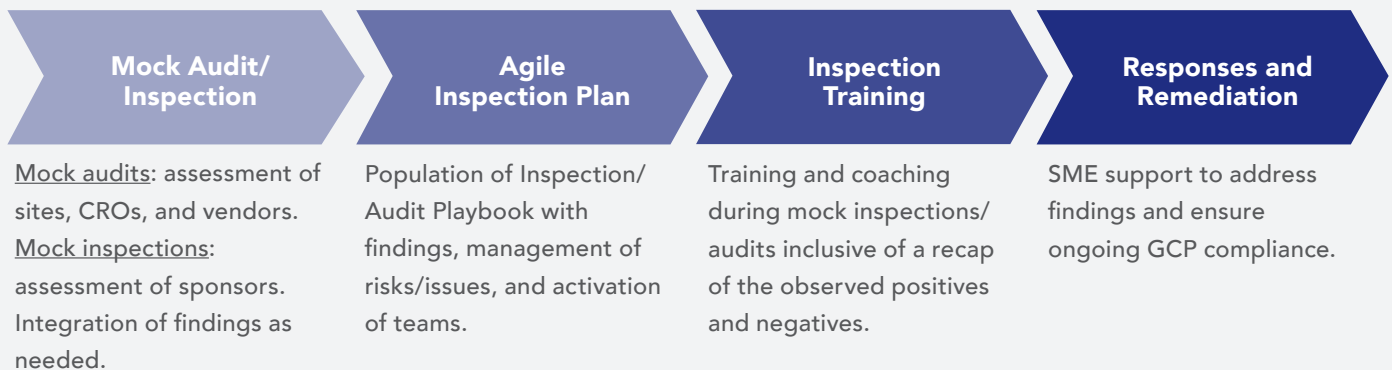 Mock Audit/
Inspection
Agile
Inspection Plan
Inspection
Training
Responses and
Remediation
Mock audits: assessment of
sites, CROs, and vendors.
Mock inspections:
assessment of sponsors.
Integration of findings as
needed.
Population of Inspection/
Audit Playbook with
findings, management of
risks/issues, and activation
of teams.
Training and coaching
during mock inspections/
audits inclusive of a recap
of the observed positives
and negatives.
SME support to address
findings and ensure
ongoing GCP compliance.